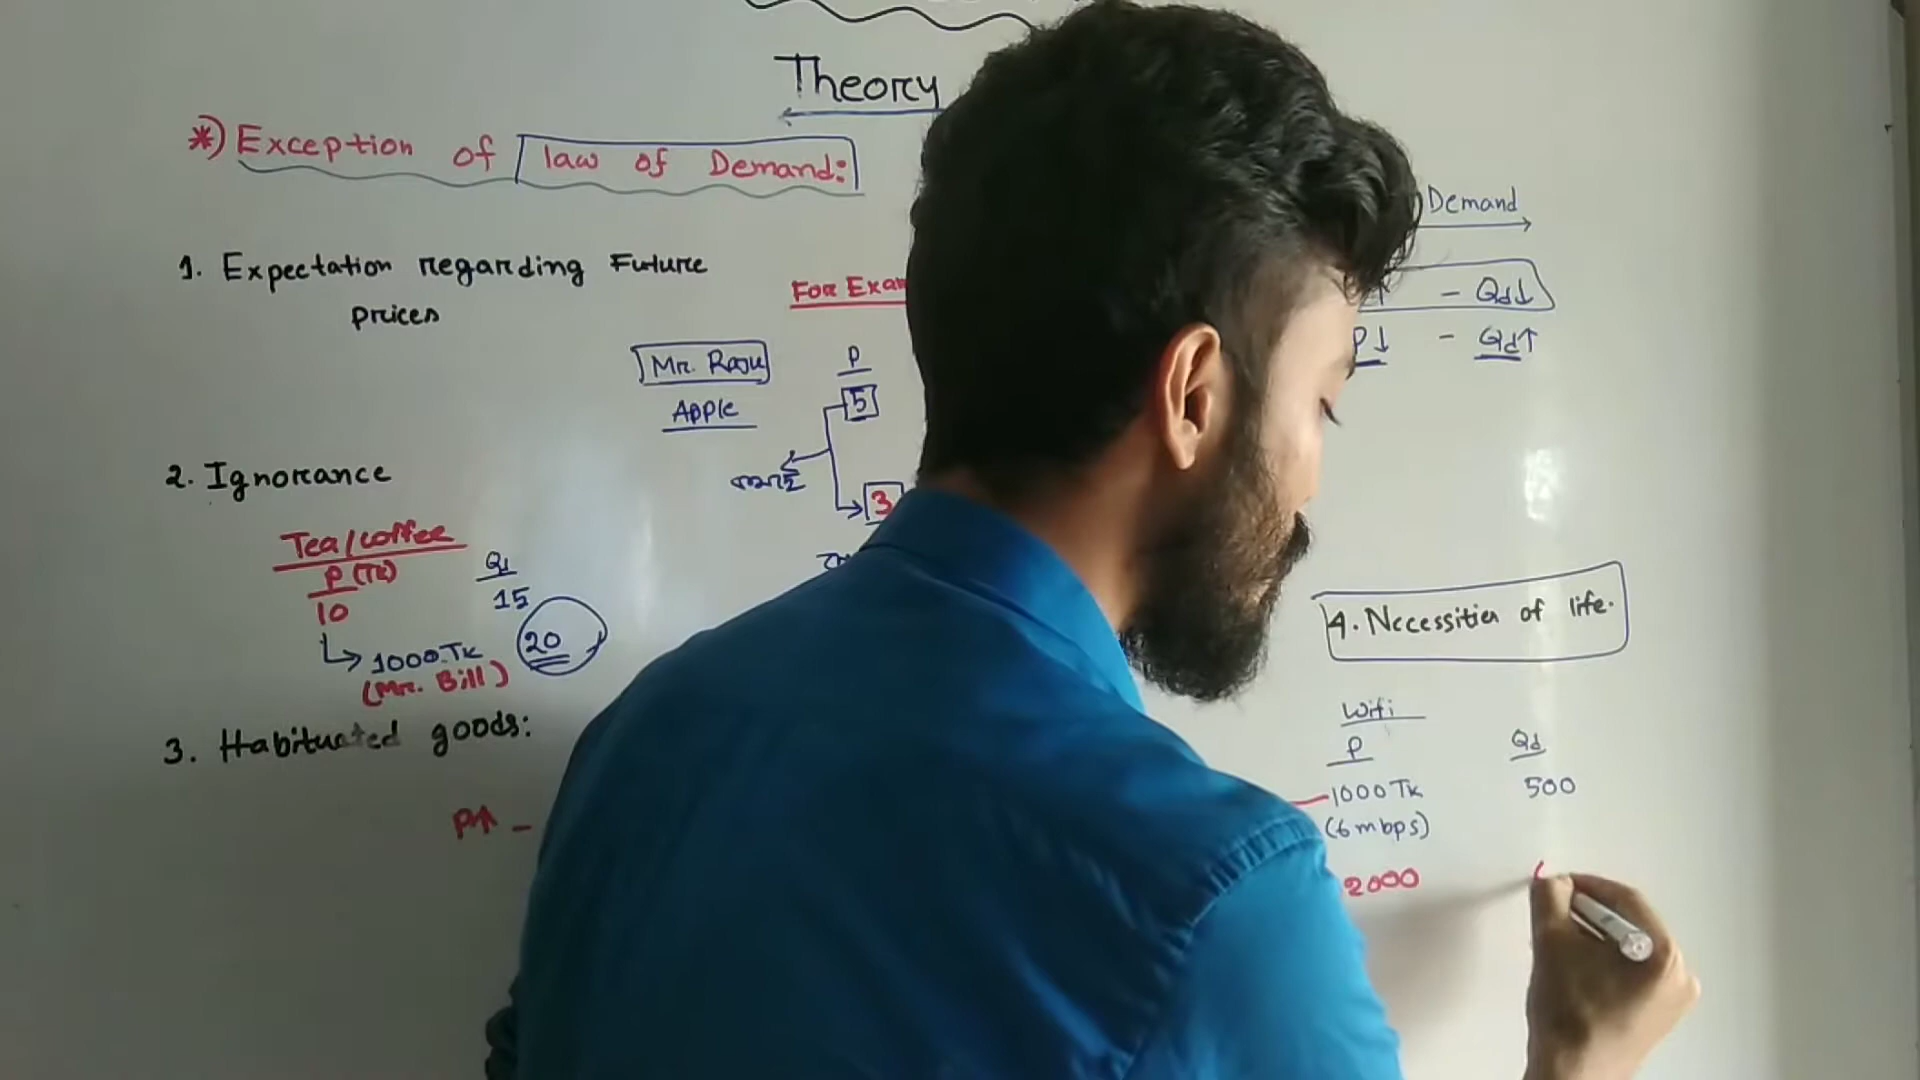 Theory
*) Exception of law of Demand:
Demand
1. Expectation regarding Future
prices
For Exam
- Qd↓
P↓ - Qd↑
Mr. Raju
P
Apple
5
3
2. Ignorance
Tea/coffee
P (Tk)
Qd
10
15
20
1000 Tk
(Mr. Bill)
3. Habituated goods:
P↑ -
4. Necessities of life.
Wifi
P
Qd
1000 Tk
500
(6 mbps)
2000